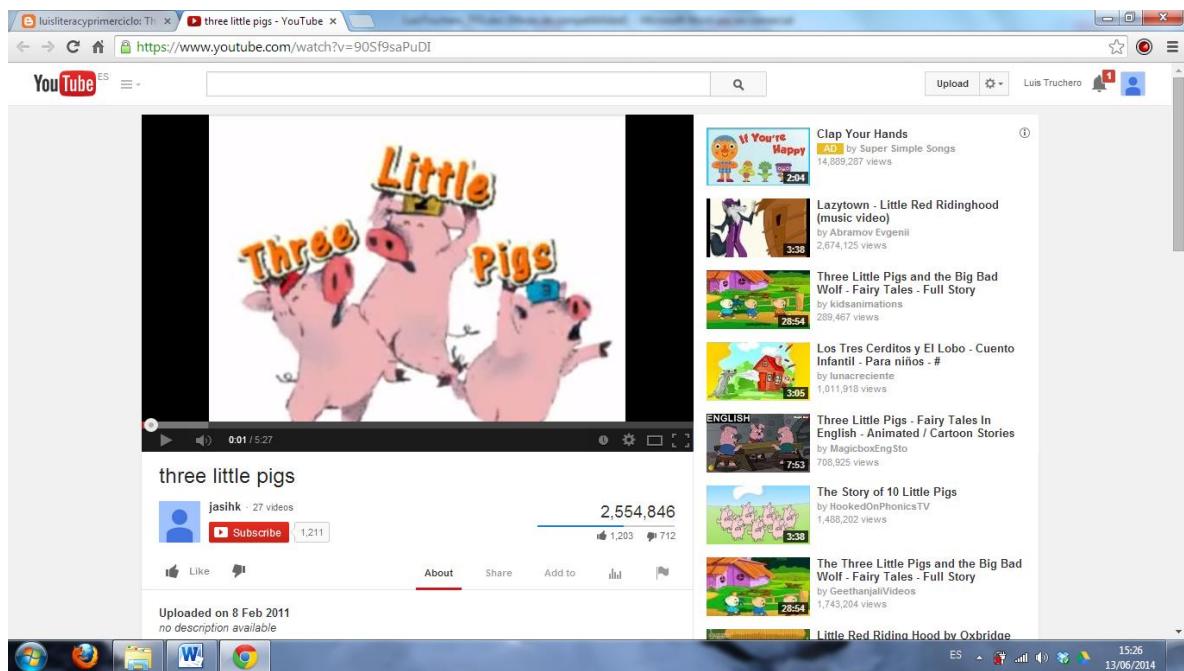 luisliteracyprimerciclo: Th
three little pigs - YouTube
https://www.youtube.com/watch?v=90Sf9saPuDI
YouTube ES
Upload
Luis Truchero
1
Three
Little
Pigs
0:01 / 5:27
three little pigs
jasihk · 27 videos
Subscribe
1,211
2,554,846
1,203
712
Like
About
Share
Add to
Uploaded on 8 Feb 2011
no description available
If You're
Happy
2:04
Clap Your Hands
AD by Super Simple Songs
14,889,287 views
3:38
Lazytown - Little Red Ridinghood
(music video)
by Abramov Evgenii
2,674,125 views
28:54
Three Little Pigs and the Big Bad
Wolf - Fairy Tales - Full Story
by kidsanimations
289,467 views
3:05
Los Tres Cerditos y El Lobo - Cuento
Infantil - Para niños - #
by lunacreciente
1,011,918 views
ENGLISH
7:53
Three Little Pigs - Fairy Tales In
English - Animated / Cartoon Stories
by MagicboxEngSto
708,925 views
3:38
The Story of 10 Little Pigs
by HookedOnPhonicsTV
1,488,202 views
28:54
The Three Little Pigs and the Big Bad
Wolf - Fairy Tales - Full Story
by GeethanjaliVideos
1,743,204 views
Little Red Riding Hood by Oxbridge
ES
15:26
13/06/2014